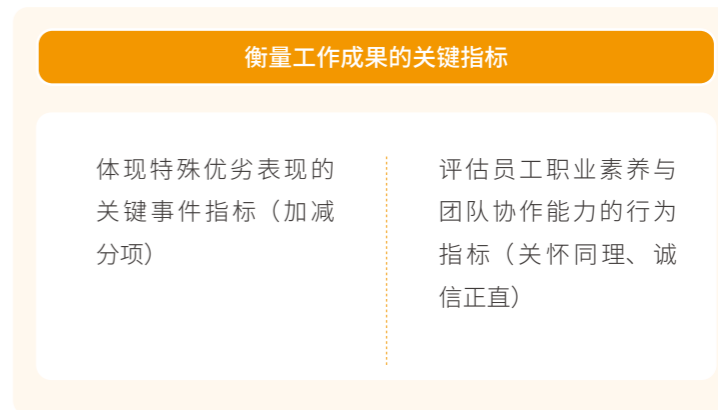 衡量工作成果的关键指标
体现特殊优劣表现的
关键事件指标（加减
分项）
评估员工职业素养与
团队协作能力的行为
指标（关怀同理、诚
信正直）